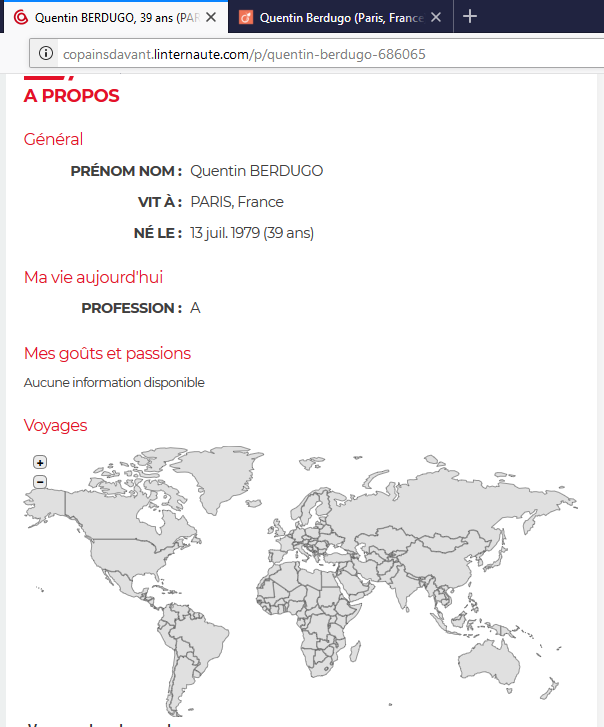 Quentin BERDUGO, 39 ans (PAR
Quentin Berdugo (Paris, France
copainsdavant.linternaute.com/p/quentin-berdugo-686065
A PROPOS
Général
PRÉNOM NOM : Quentin BERDUGO
VIT À : PARIS, France
NÉ LE : 13 juil. 1979 (39 ans)
Ma vie aujourd'hui
PROFESSION : A
Mes goûts et passions
Aucune information disponible
Voyages
+
−